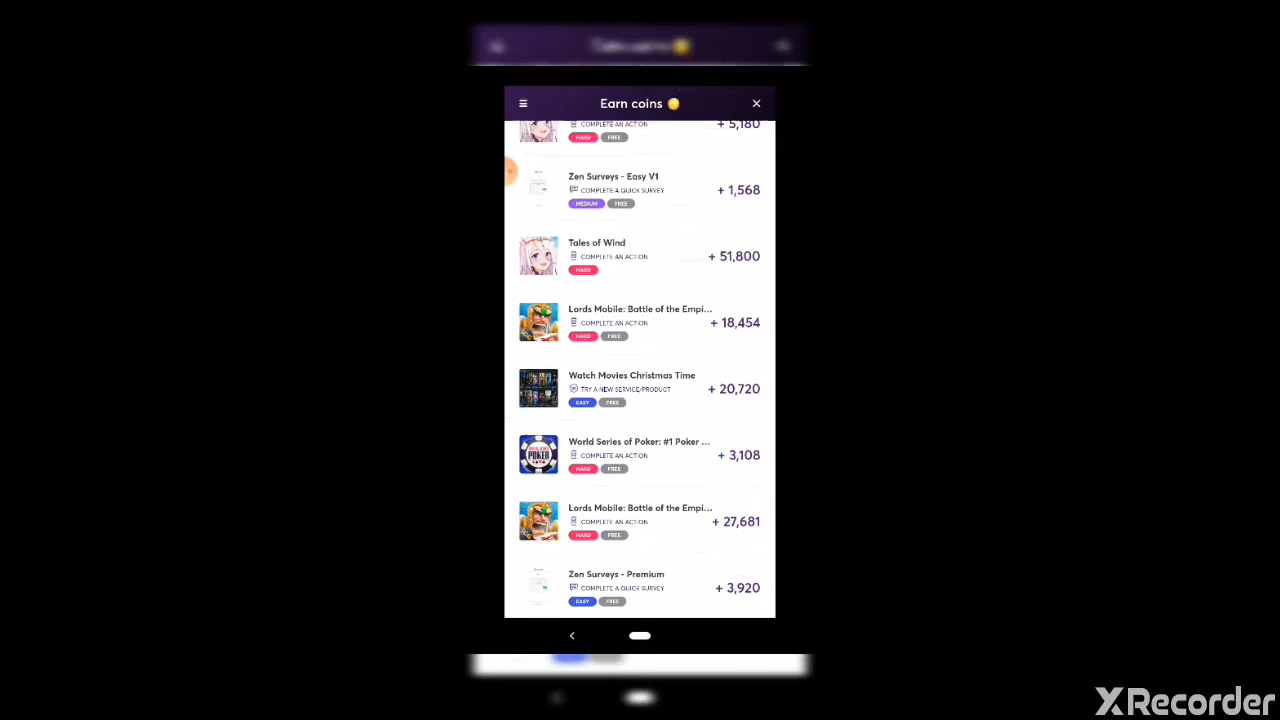 Earn coins
COMPLETE AN ACTION
+ 5,180
HARD FREE
Zen Surveys - Easy V1
COMPLETE A QUICK SURVEY
+ 1,568
MEDIUM FREE
Tales of Wind
COMPLETE AN ACTION
+ 51,800
HARD
Lords Mobile: Battle of the Empi...
COMPLETE AN ACTION
+ 18,454
HARD FREE
Watch Movies Christmas Time
TRY A NEW SERVICE/PRODUCT
+ 20,720
EASY FREE
World Series of Poker: #1 Poker ...
COMPLETE AN ACTION
+ 3,108
HARD FREE
Lords Mobile: Battle of the Empi...
COMPLETE AN ACTION
+ 27,681
HARD FREE
Zen Surveys - Premium
COMPLETE A QUICK SURVEY
+ 3,920
EASY FREE
XRecorder